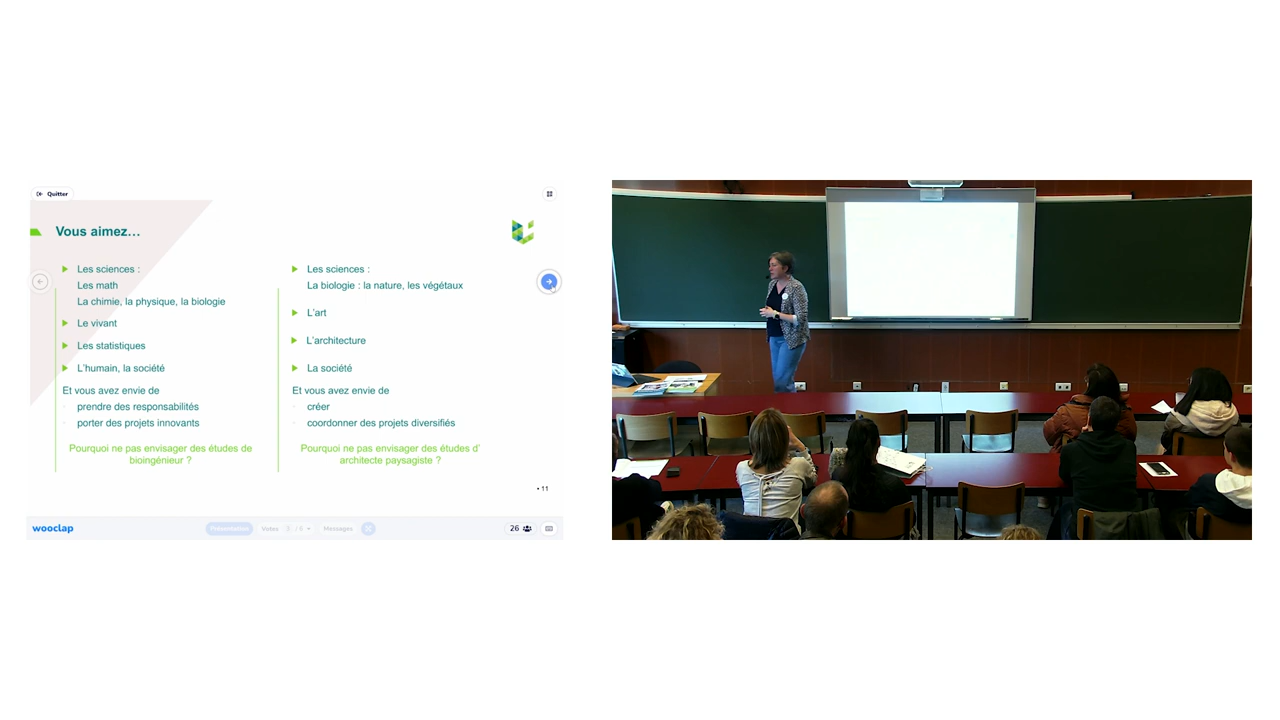 Quitter
Vous aimez…
Les sciences :
Les math
La chimie, la physique, la biologie
Le vivant
Les statistiques
L'humain, la société
Et vous avez envie de
prendre des responsabilités
porter des projets innovants
Pourquoi ne pas envisager des études de
bioingénieur ?
Les sciences :
La biologie : la nature, les végétaux
L'art
L'architecture
La société
Et vous avez envie de
créer
coordonner des projets diversifiés
Pourquoi ne pas envisager des études d'
architecte paysagiste ?
• 11
wooclap
Présentation
Votes
Messages
26